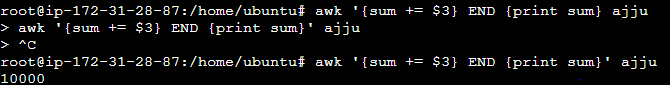 root@ip-172-31-28-87:/home/ubuntu# awk '{sum += $3} END {print sum} ajju
> awk '{sum += $3} END {print sum}' ajju
> ^C
root@ip-172-31-28-87:/home/ubuntu# awk '{sum += $3} END {print sum}' ajju
10000